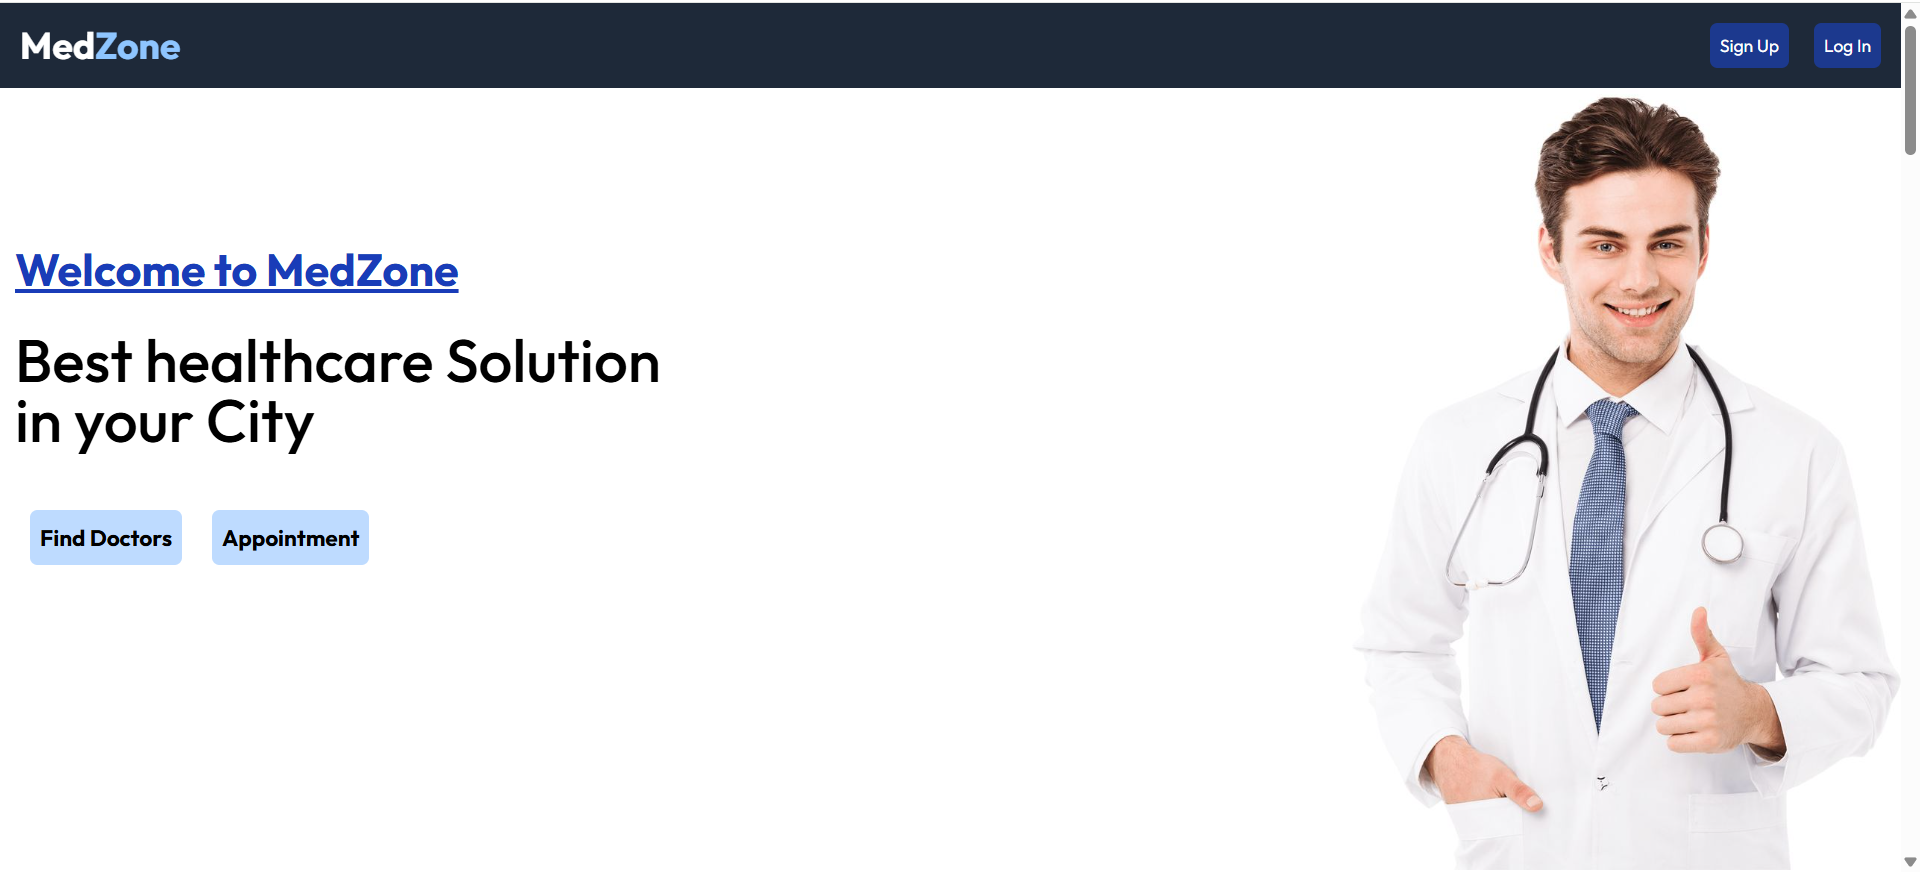 MedZone
Sign Up
Log In
Welcome to MedZone
Best healthcare Solution
in your City
Find Doctors
Appointment